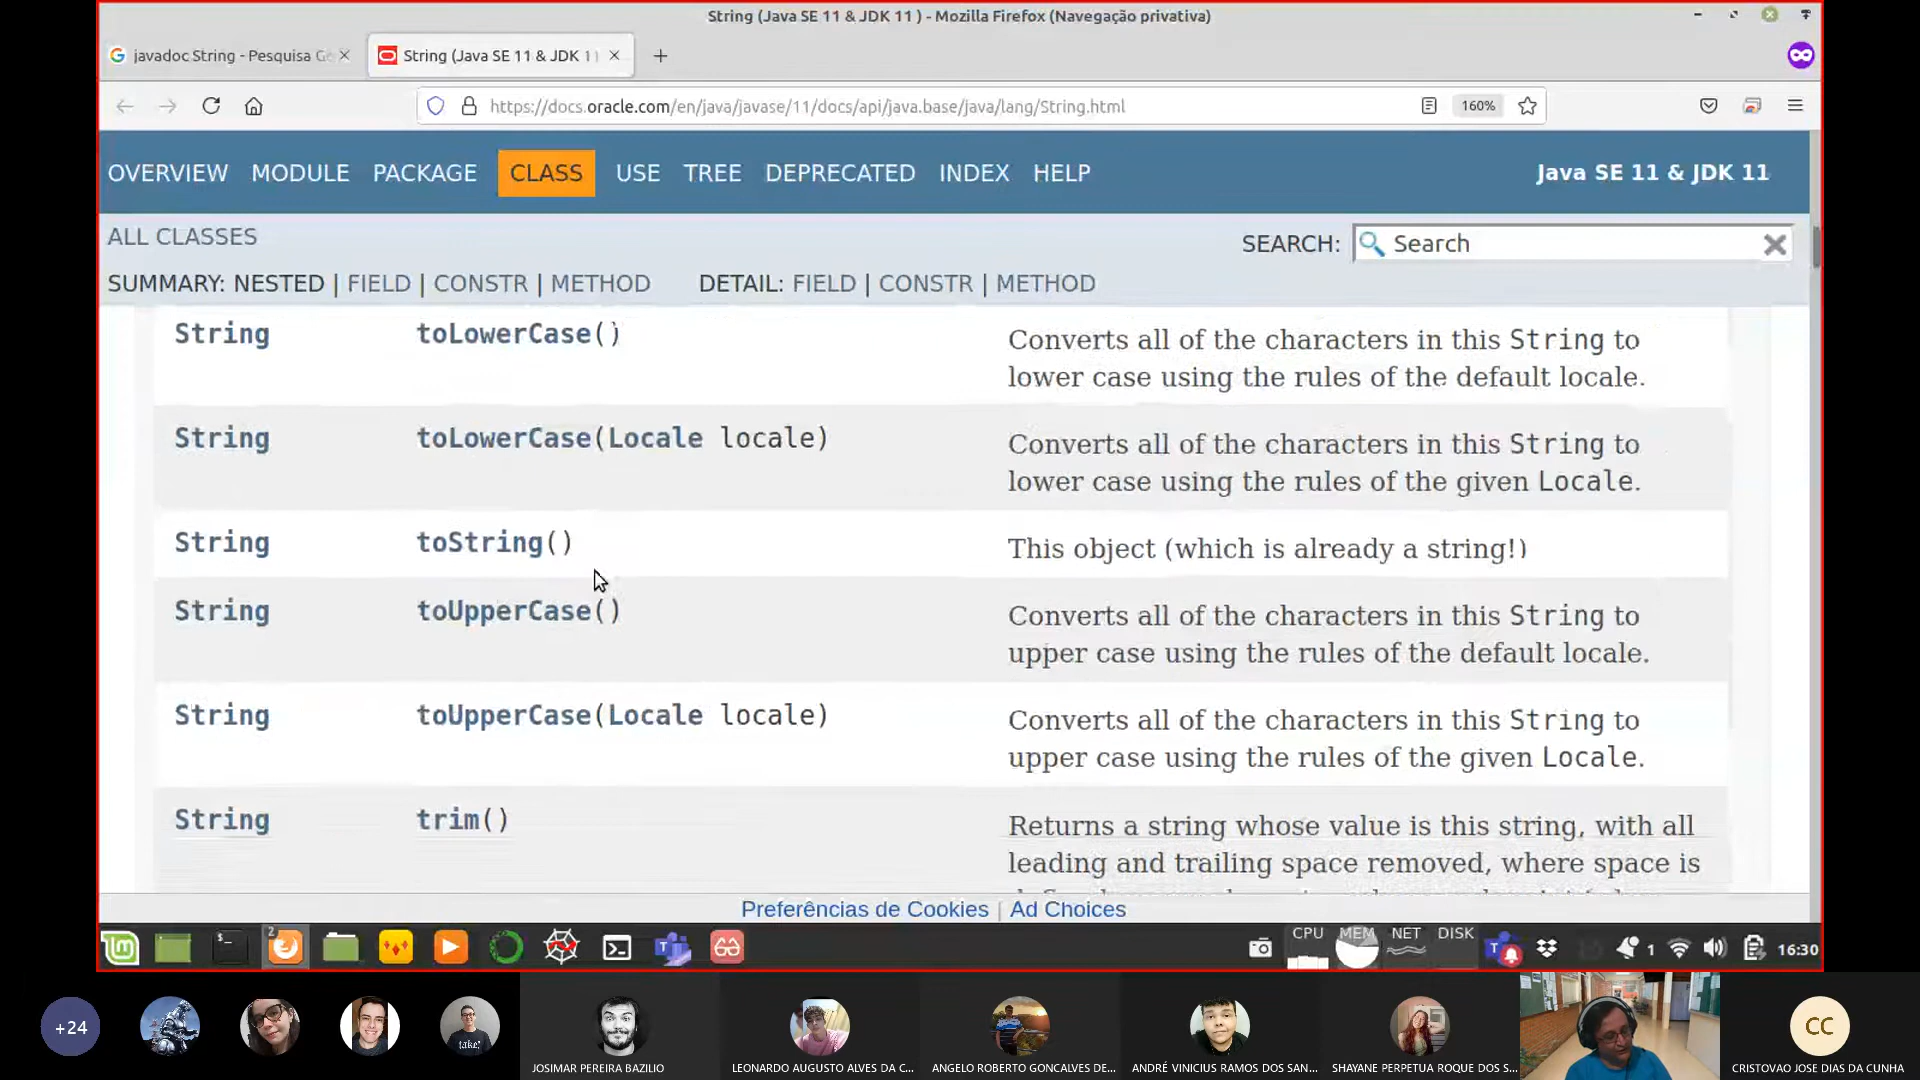 String (Java SE 11 & JDK 11 ) - Mozilla Firefox (Navegação privativa)
javadoc String - Pesquisa Go
String (Java SE 11 & JDK 11
https://docs.oracle.com/en/java/javase/11/docs/api/java.base/java/lang/String.html
160%
OVERVIEW MODULE PACKAGE CLASS USE TREE DEPRECATED INDEX HELP
Java SE 11 & JDK 11
ALL CLASSES
SEARCH: Search
SUMMARY: NESTED | FIELD | CONSTR | METHOD DETAIL: FIELD | CONSTR | METHOD
String toLowerCase() Converts all of the characters in this String to
lower case using the rules of the default locale.
String toLowerCase(Locale locale) Converts all of the characters in this String to
lower case using the rules of the given Locale.
String toString() This object (which is already a string!)
String toUpperCase() Converts all of the characters in this String to
upper case using the rules of the default locale.
String toUpperCase(Locale locale) Converts all of the characters in this String to
upper case using the rules of the given Locale.
String trim() Returns a string whose value is this string, with all
leading and trailing space removed, where space is
Preferências de Cookies | Ad Choices
2
CPU MEM NET DISK
1
16:30
+24
take!
JOSIMAR PEREIRA BAZILIO
LEONARDO AUGUSTO ALVES DA C...
ANGELO ROBERTO GONCALVES DE...
ANDRÉ VINICIUS RAMOS DOS SAN...
SHAYANE PERPETUA ROQUE DOS S...
CC
CRISTOVAO JOSE DIAS DA CUNHA